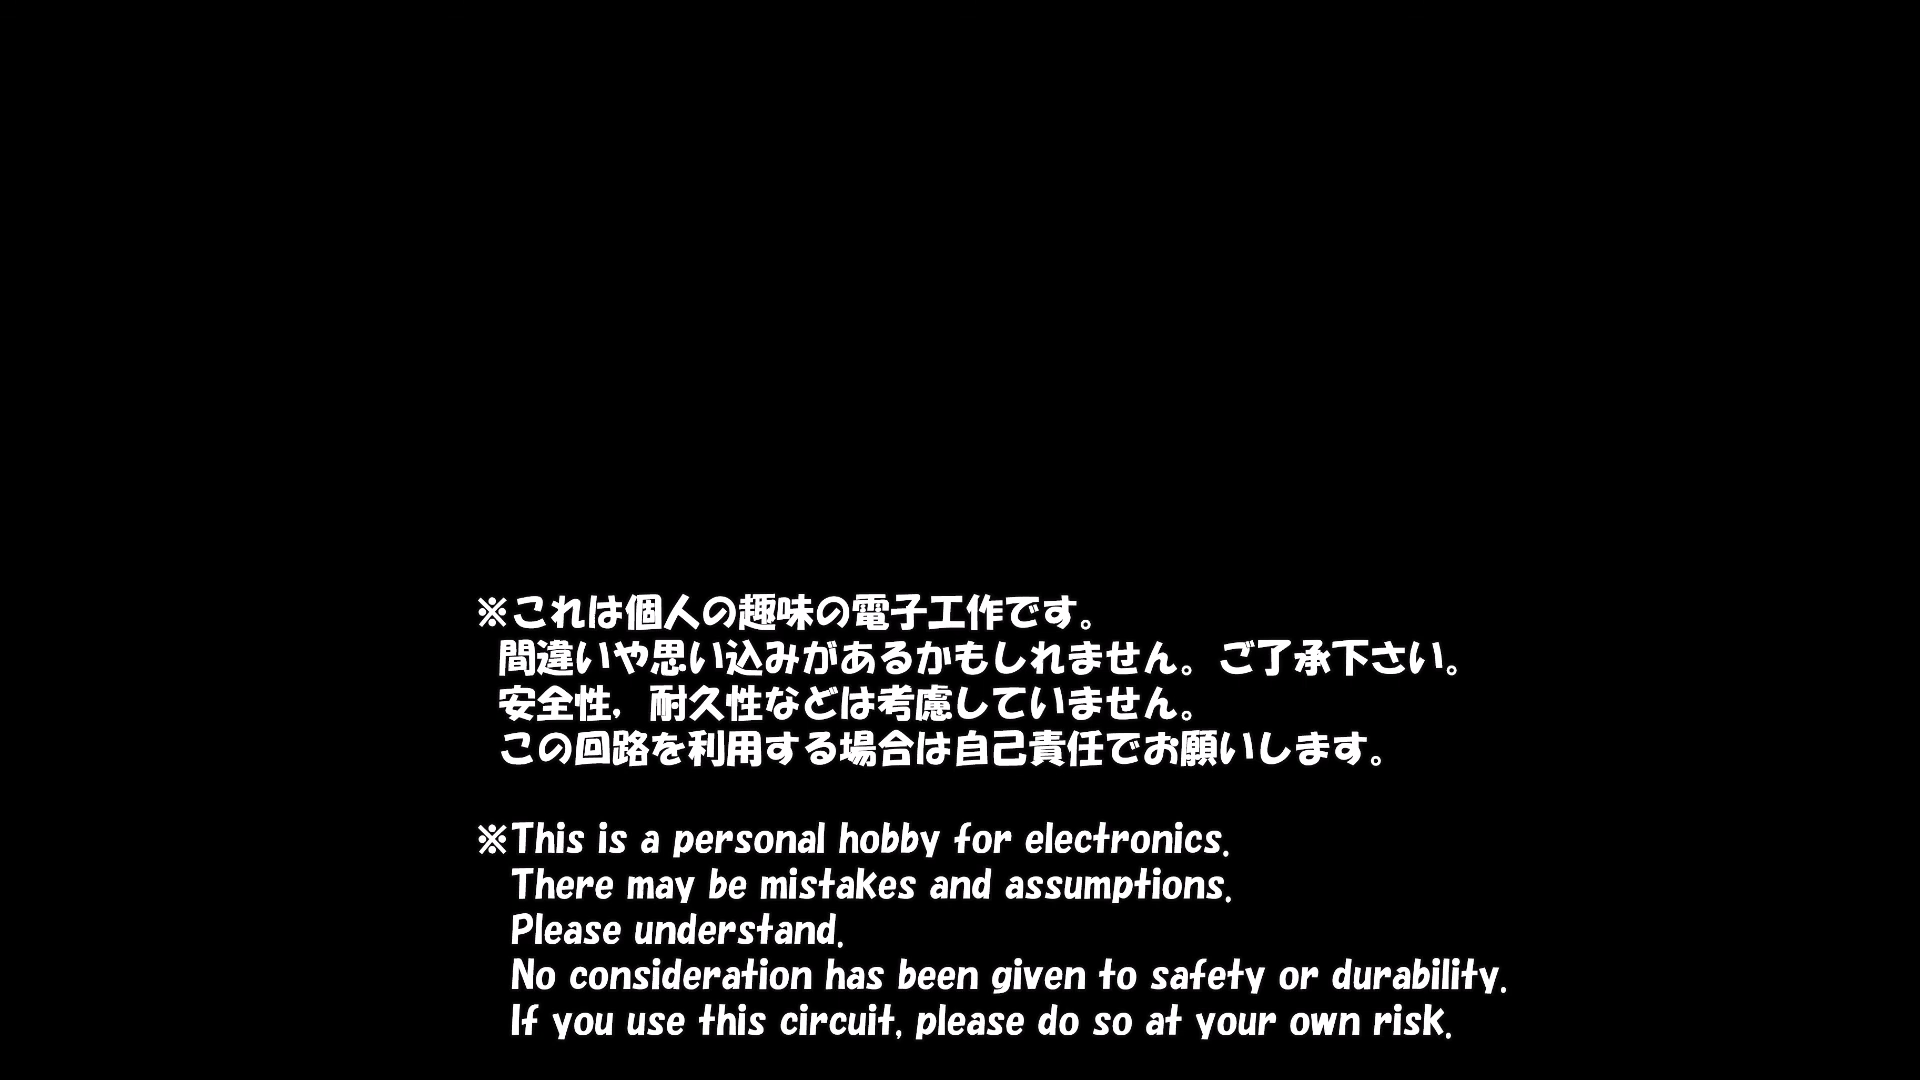 ※これは個人の趣味の電子工作です。
間違いや思い込みがあるかもしれません。ご了承下さい。
安全性，耐久性などは考慮していません。
この回路を利用する場合は自己責任でお願いします。
※This is a personal hobby for electronics.
There may be mistakes and assumptions.
Please understand.
No consideration has been given to safety or durability.
If you use this circuit, please do so at your own risk.